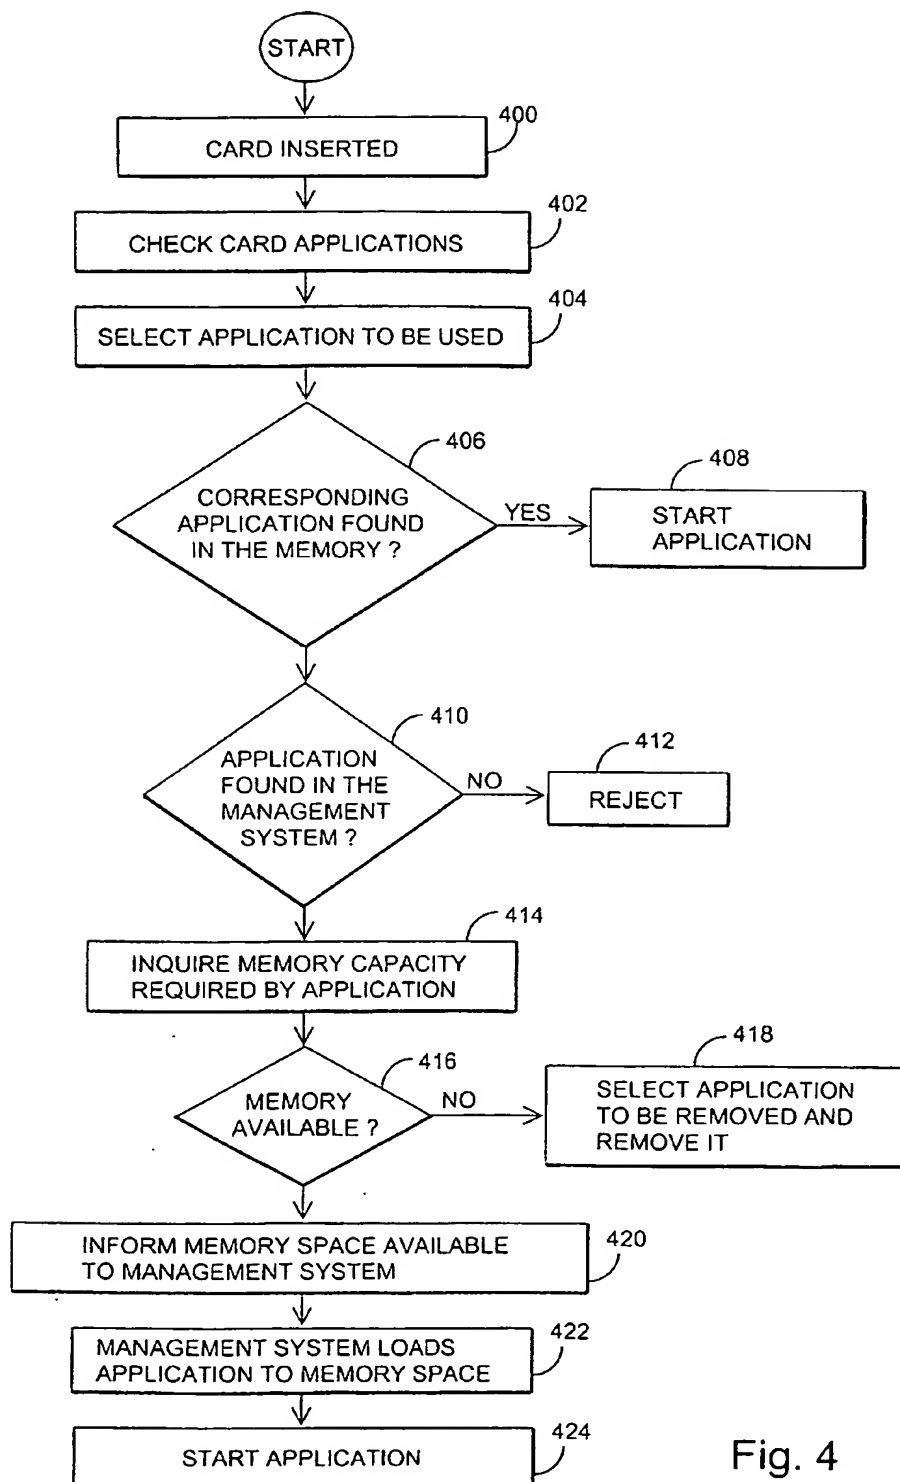 START
400
CARD INSERTED
402
CHECK CARD APPLICATIONS
404
SELECT APPLICATION TO BE USED
406
CORRESPONDING
APPLICATION FOUND
IN THE MEMORY ?
YES
408
START
APPLICATION
410
APPLICATION
FOUND IN THE
MANAGEMENT
SYSTEM ?
NO
412
REJECT
414
INQUIRE MEMORY CAPACITY
REQUIRED BY APPLICATION
416
MEMORY
AVAILABLE ?
NO
418
SELECT APPLICATION
TO BE REMOVED AND
REMOVE IT
INFORM MEMORY SPACE AVAILABLE
TO MANAGEMENT SYSTEM
420
MANAGEMENT SYSTEM LOADS
APPLICATION TO MEMORY SPACE
422
START APPLICATION
424
Fig. 4